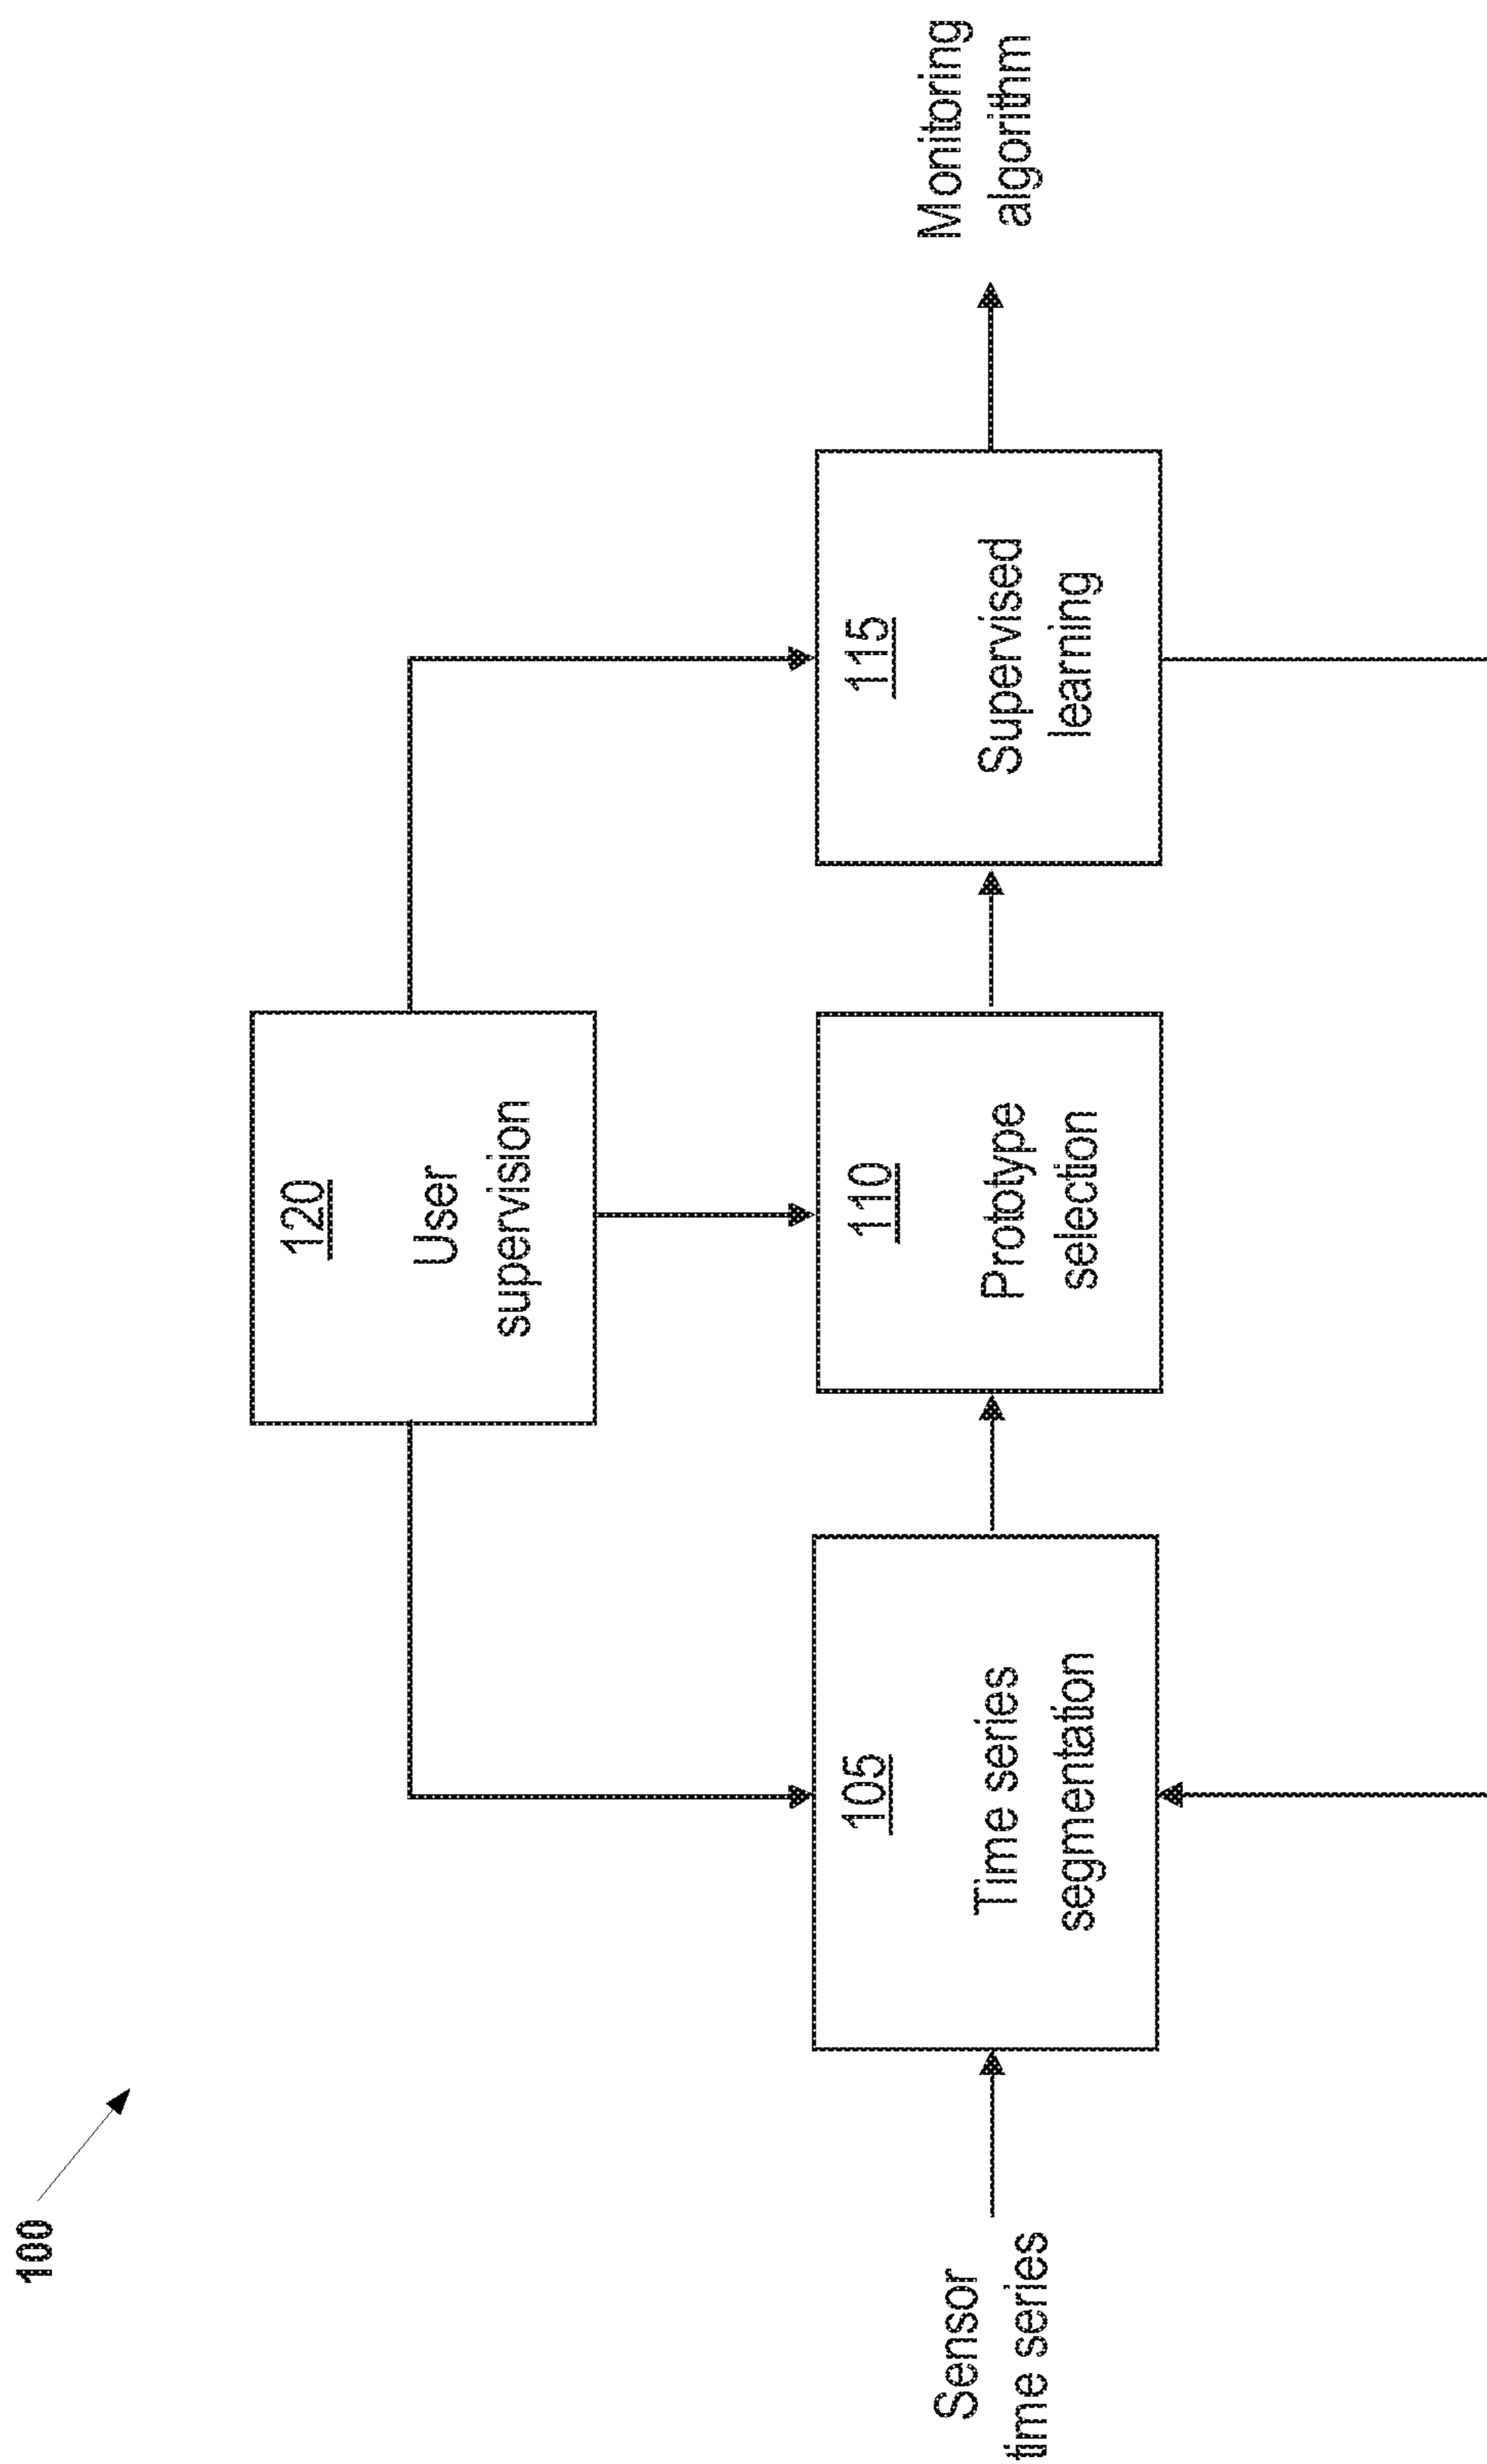 100
120
User
supervision
Sensor
time series
105
Time series
segmentation
110
Prototype
selection
115
Supervised
learning
Monitoring
algorithm